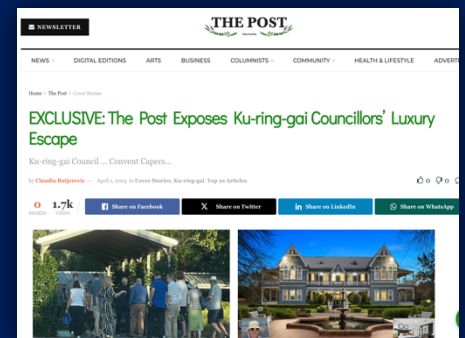 NEWSLETTER
THE POST
NEWS
DIGITAL EDITIONS
ARTS
BUSINESS
COLUMNISTS
COMMUNITY
HEALTH & LIFESTYLE
ADVERTI
Home > The Post > Cover Stories
EXCLUSIVE: The Post Exposes Ku-ring-gai Councillors' Luxury
Escape
Ku-ring-gai Council ... Convent Capers...
by Claudia — April 1, 2024 in Cover Stories, Ku-ring-gai, Top 10 Articles
0 0
0 1.7k
SHARES VIEWS
Share on Facebook
Share on Twitter
Share on LinkedIn
Share on WhatsApp